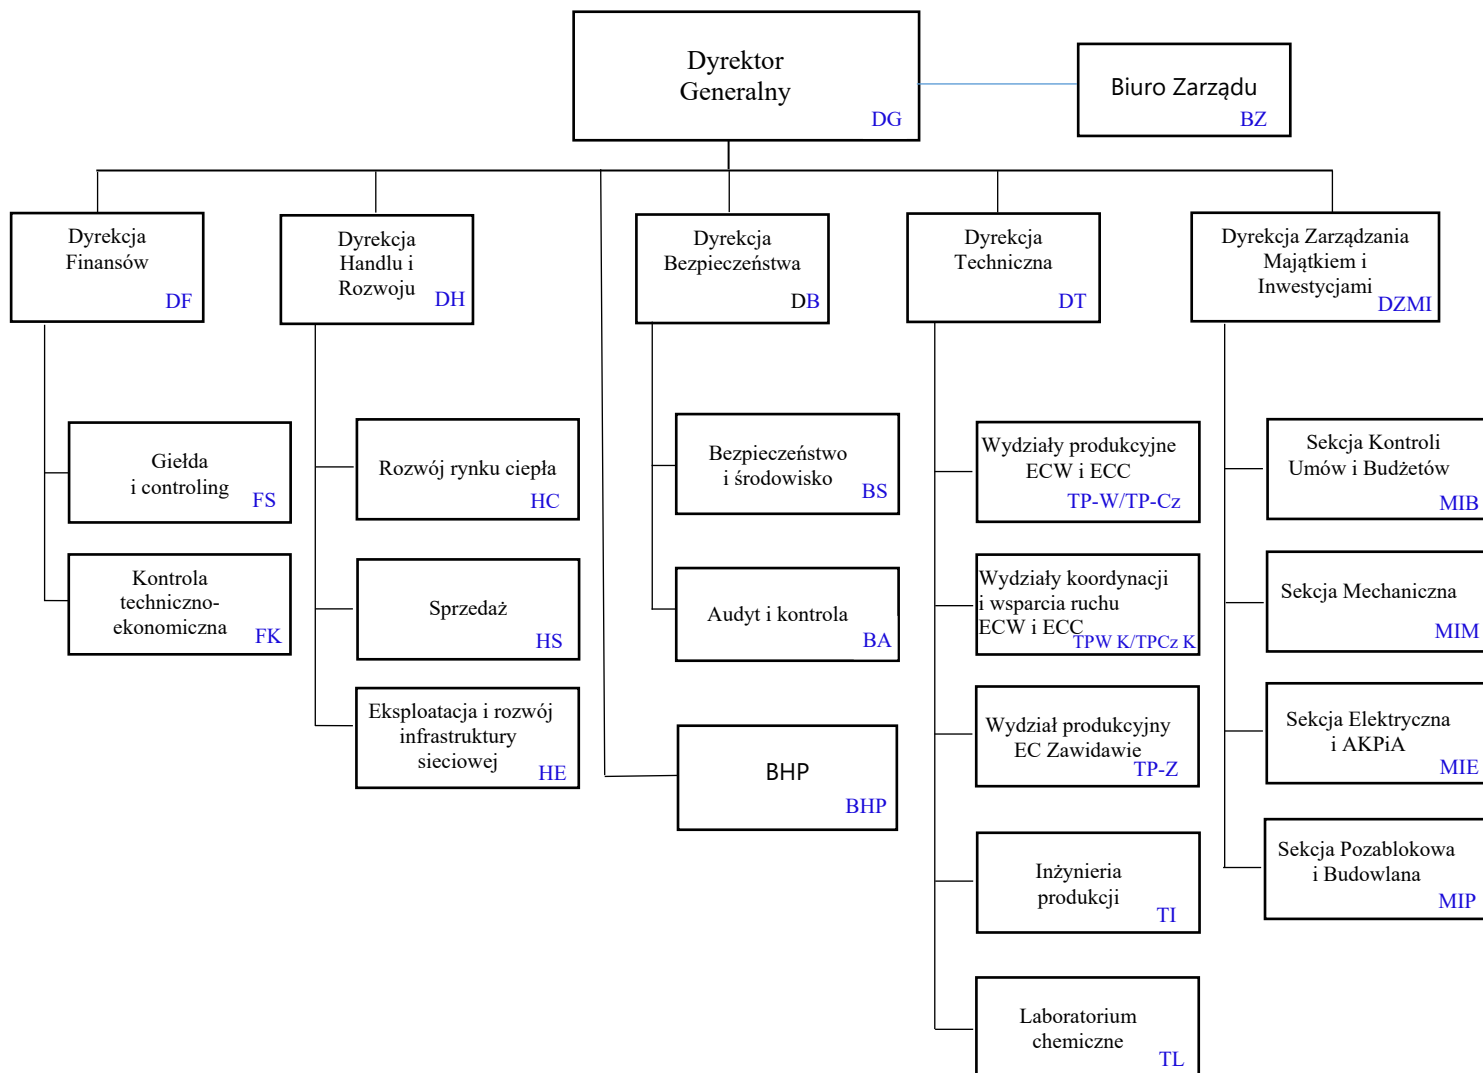 Dyrektor
Generalny
DG
Biuro Zarządu
BZ
Dyrekcja
Finansów
DF
Dyrekcja
Handlu i
Rozwoju
DH
Dyrekcja
Bezpieczeństwa
DB
Dyrekcja
Techniczna
DT
Dyrekcja Zarządzania
Majątkiem i
Inwestycjami
DZMI
Giełda
i controling
FS
Kontrola
techniczno-
ekonomiczna
FK
Rozwój rynku ciepła
HC
Sprzedaż
HS
Eksploatacja i rozwój
infrastruktury
sieciowej
HE
Bezpieczeństwo
i środowisko
BS
Audyt i kontrola
BA
BHP
BHP
Wydziały produkcyjne
ECW i ECC
TP-W/TP-Cz
Wydziały koordynacji
i wsparcia ruchu
ECW i ECC
TPW K/TPCz K
Wydział produkcyjny
EC Zawidawie
TP-Z
Inżynieria
produkcji
TI
Laboratorium
chemiczne
TL
Sekcja Kontroli
Umów i Budżetów
MIB
Sekcja Mechaniczna
MIM
Sekcja Elektryczna
i AKPiA
MIE
Sekcja Pozablokowa
i Budowlana
MIP